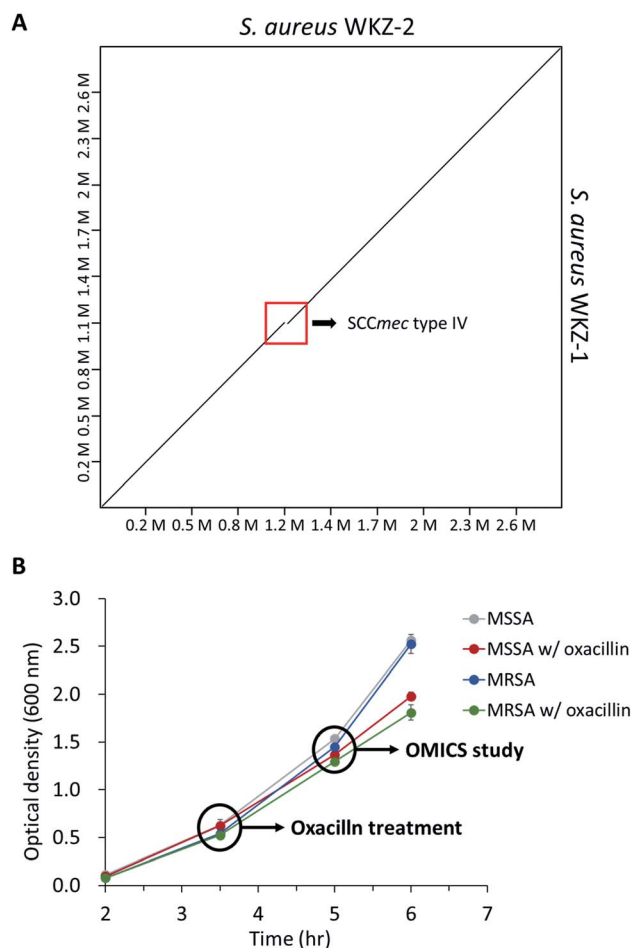 A
S. aureus WKZ-2
2.6 M
2.3 M
2 M
1.7 M
1.4 M
1.1 M
0.8 M
0.5 M
0.2 M
SCCmec type IV
S. aureus WKZ-1
0.2 M 0.5 M 0.8 M 1.2 M 1.4 M 1.7 M 2 M 2.3 M 2.6 M
B
3.0
2.5
2.0
1.5
1.0
0.5
0.0
Optical density (600 nm)
MSSA
MSSA w/ oxacillin
MRSA
MRSA w/ oxacillin
OMICS study
Oxacilln treatment
2 3 4 5 6 7
Time (hr)